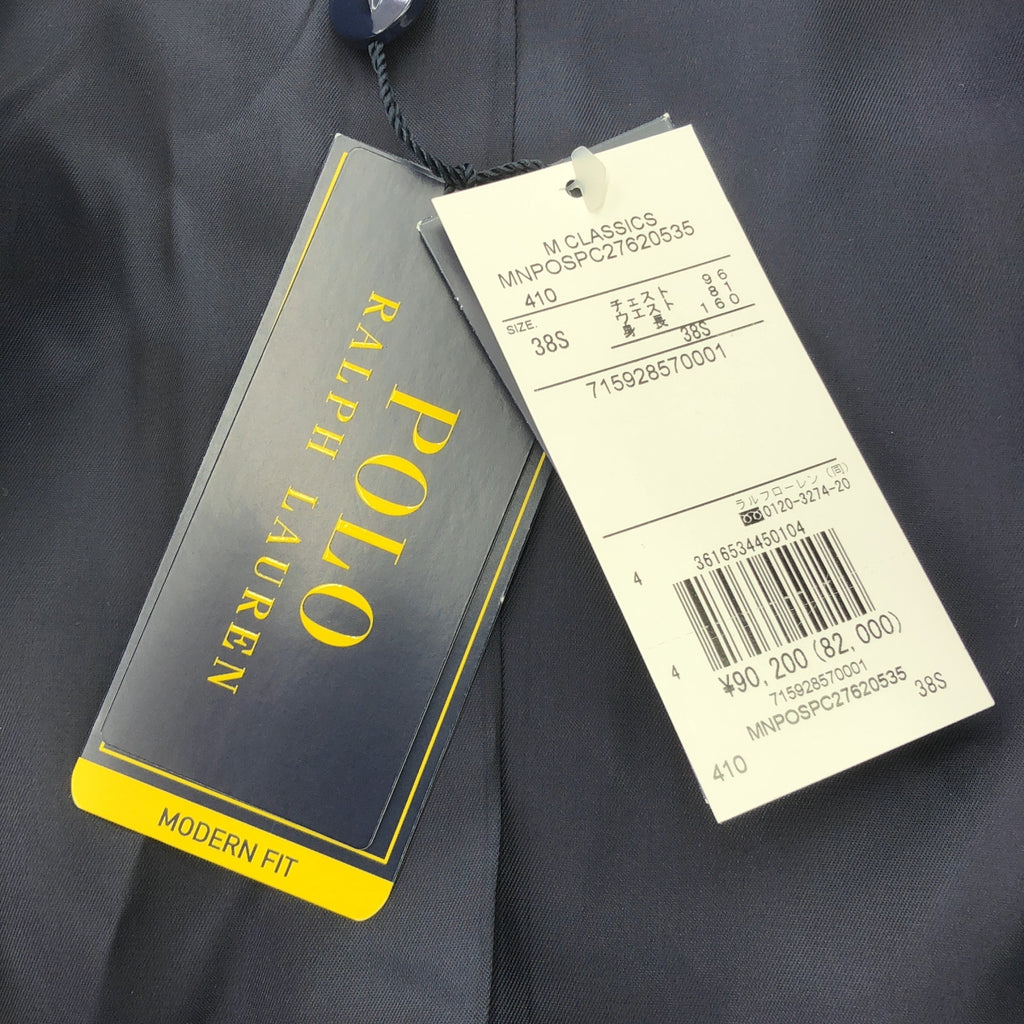 POLO
RALPH LAUREN
MODERN FIT
M CLASSICS
MNPOSPC27620535
410
チェスト 96
ウエスト 81
身長 160
SIZE.
38S
38S
715928570001
ラルフローレン(同)
0120-3274-20
3616534450104
4
4
¥90,200(82,000)
715928570001
MNPOSPC27620535
410
38S